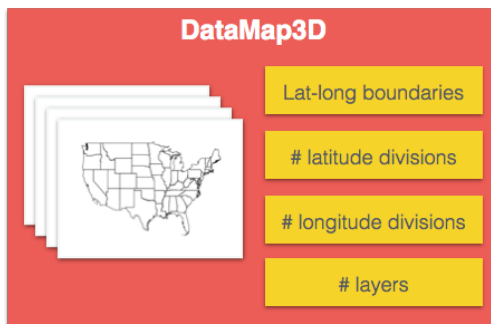 DataMap3D
Lat-long boundaries
# latitude divisions
# longitude divisions
# layers